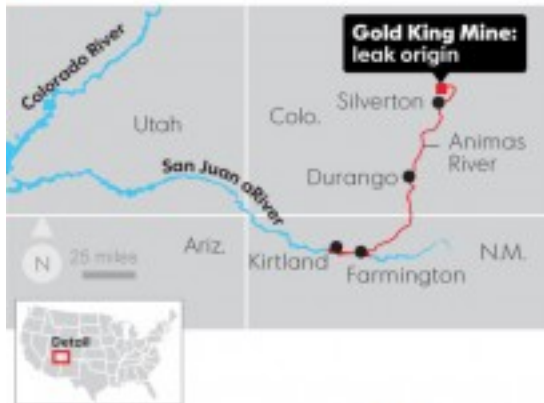 Gold King Mine:
leak origin
Colorado River
Silverton
Utah
Colo.
Animas
River
San Juan aRiver
Durango
Ariz.
25 miles
N
Kirtland
Farmington
N.M.
Detail